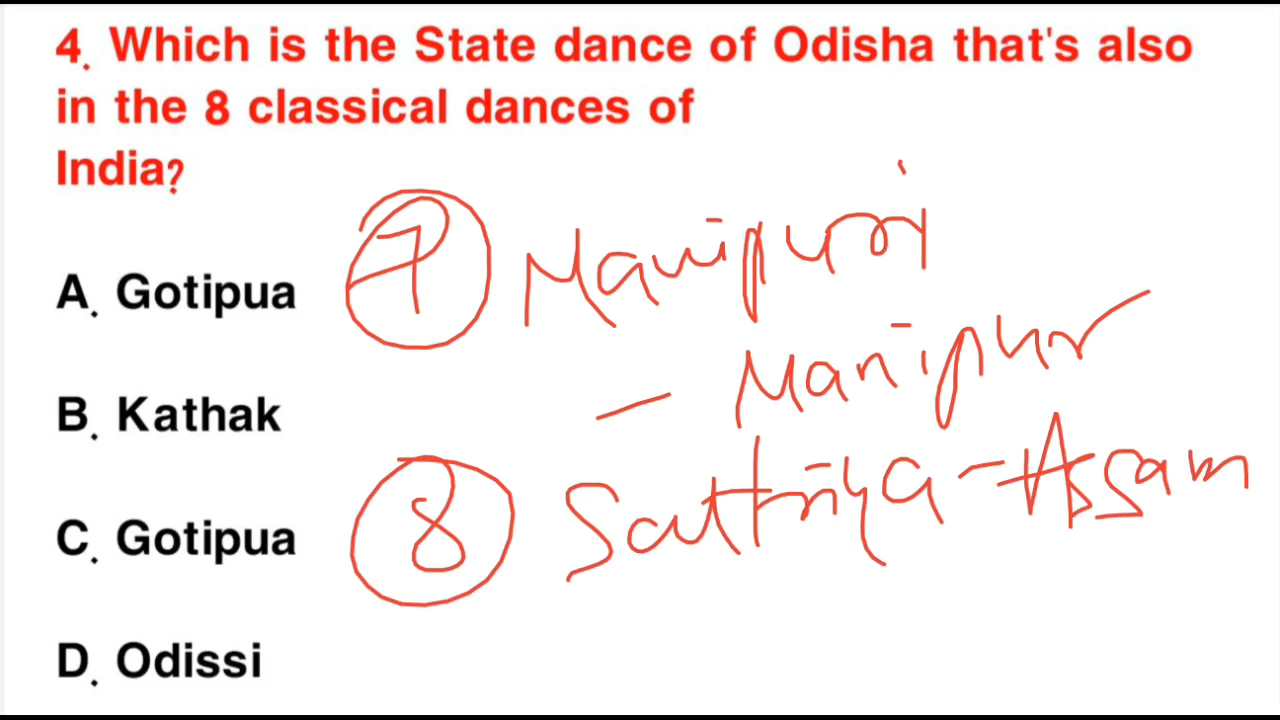 4. Which is the State dance of Odisha that's also
in the 8 classical dances of
India?
7 Manipuri
A. Gotipua
- Manipur
B. Kathak
8 Sattriya - Assam
C. Gotipua
D. Odissi